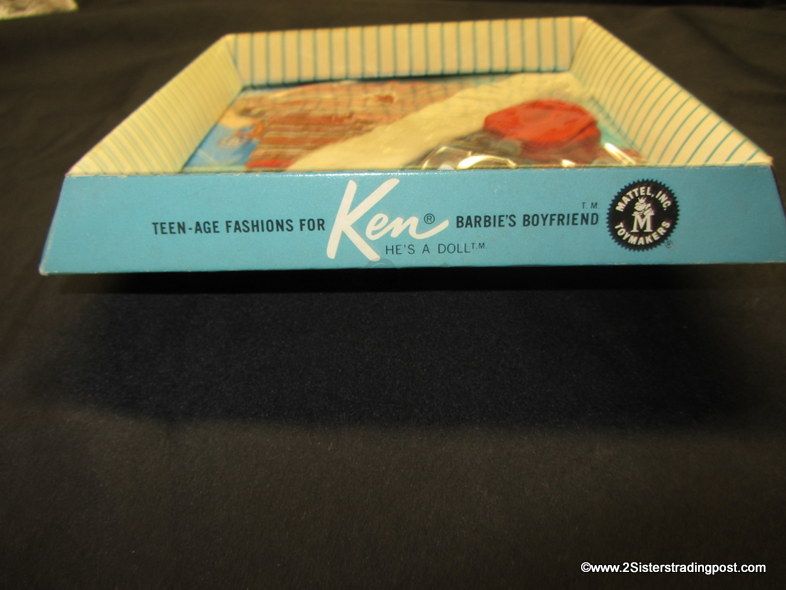 TEEN-AGE FASHIONS FOR Ken® BARBIE'S BOYFRIEND T.M
HE'S A DOLL T.M.
MATTEL, INC.
M
TOYMAKERS
®
©www.2Sisterstradingpost.com